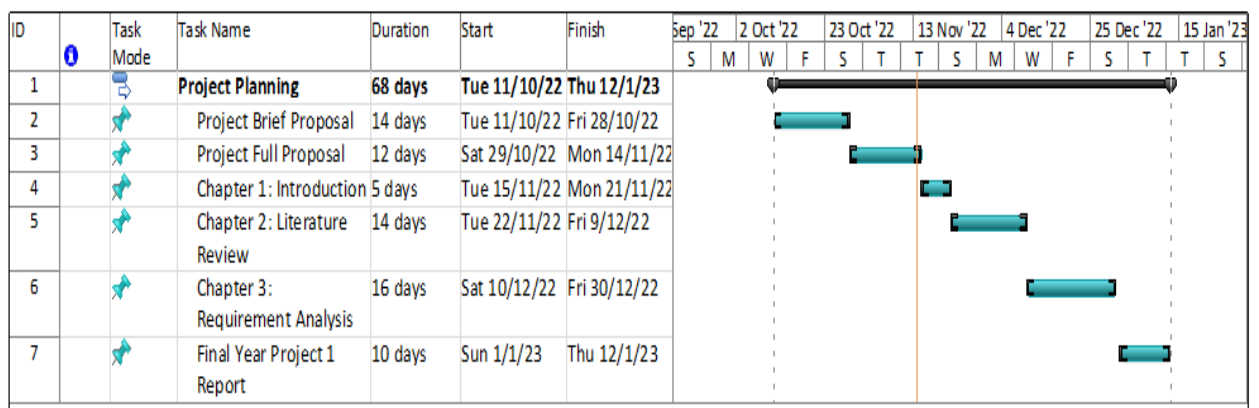 ID Task Mode Task Name Duration Start Finish Sep '22 2 Oct '22 23 Oct '22 13 Nov '22 4 Dec '22 25 Dec '22 15 Jan '23
S M W F S T T S M W F S T T S
1 Project Planning 68 days Tue 11/10/22 Thu 12/1/23
2 Project Brief Proposal 14 days Tue 11/10/22 Fri 28/10/22
3 Project Full Proposal 12 days Sat 29/10/22 Mon 14/11/22
4 Chapter 1: Introduction 5 days Tue 15/11/22 Mon 21/11/22
5 Chapter 2: Literature 14 days Tue 22/11/22 Fri 9/12/22
Review
6 Chapter 3: 16 days Sat 10/12/22 Fri 30/12/22
Requirement Analysis
7 Final Year Project 1 10 days Sun 1/1/23 Thu 12/1/23
Report